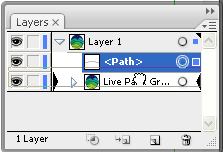 Layers ×
Layer 1
<Path>
Live Pa Gr...
1 Layer